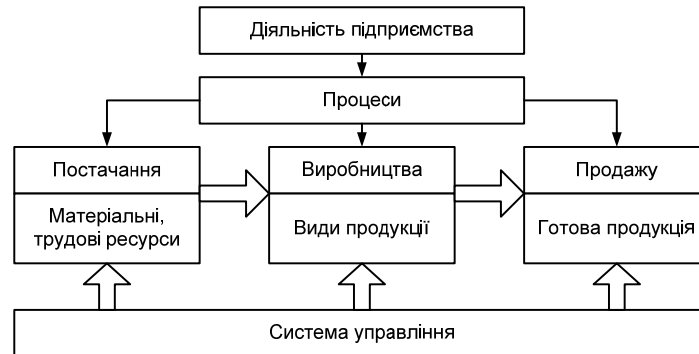 Діяльність підприємства
Процеси
Постачання
Виробництва
Продажу
Матеріальні,
трудові ресурси
Види продукції
Готова продукція
Система управління